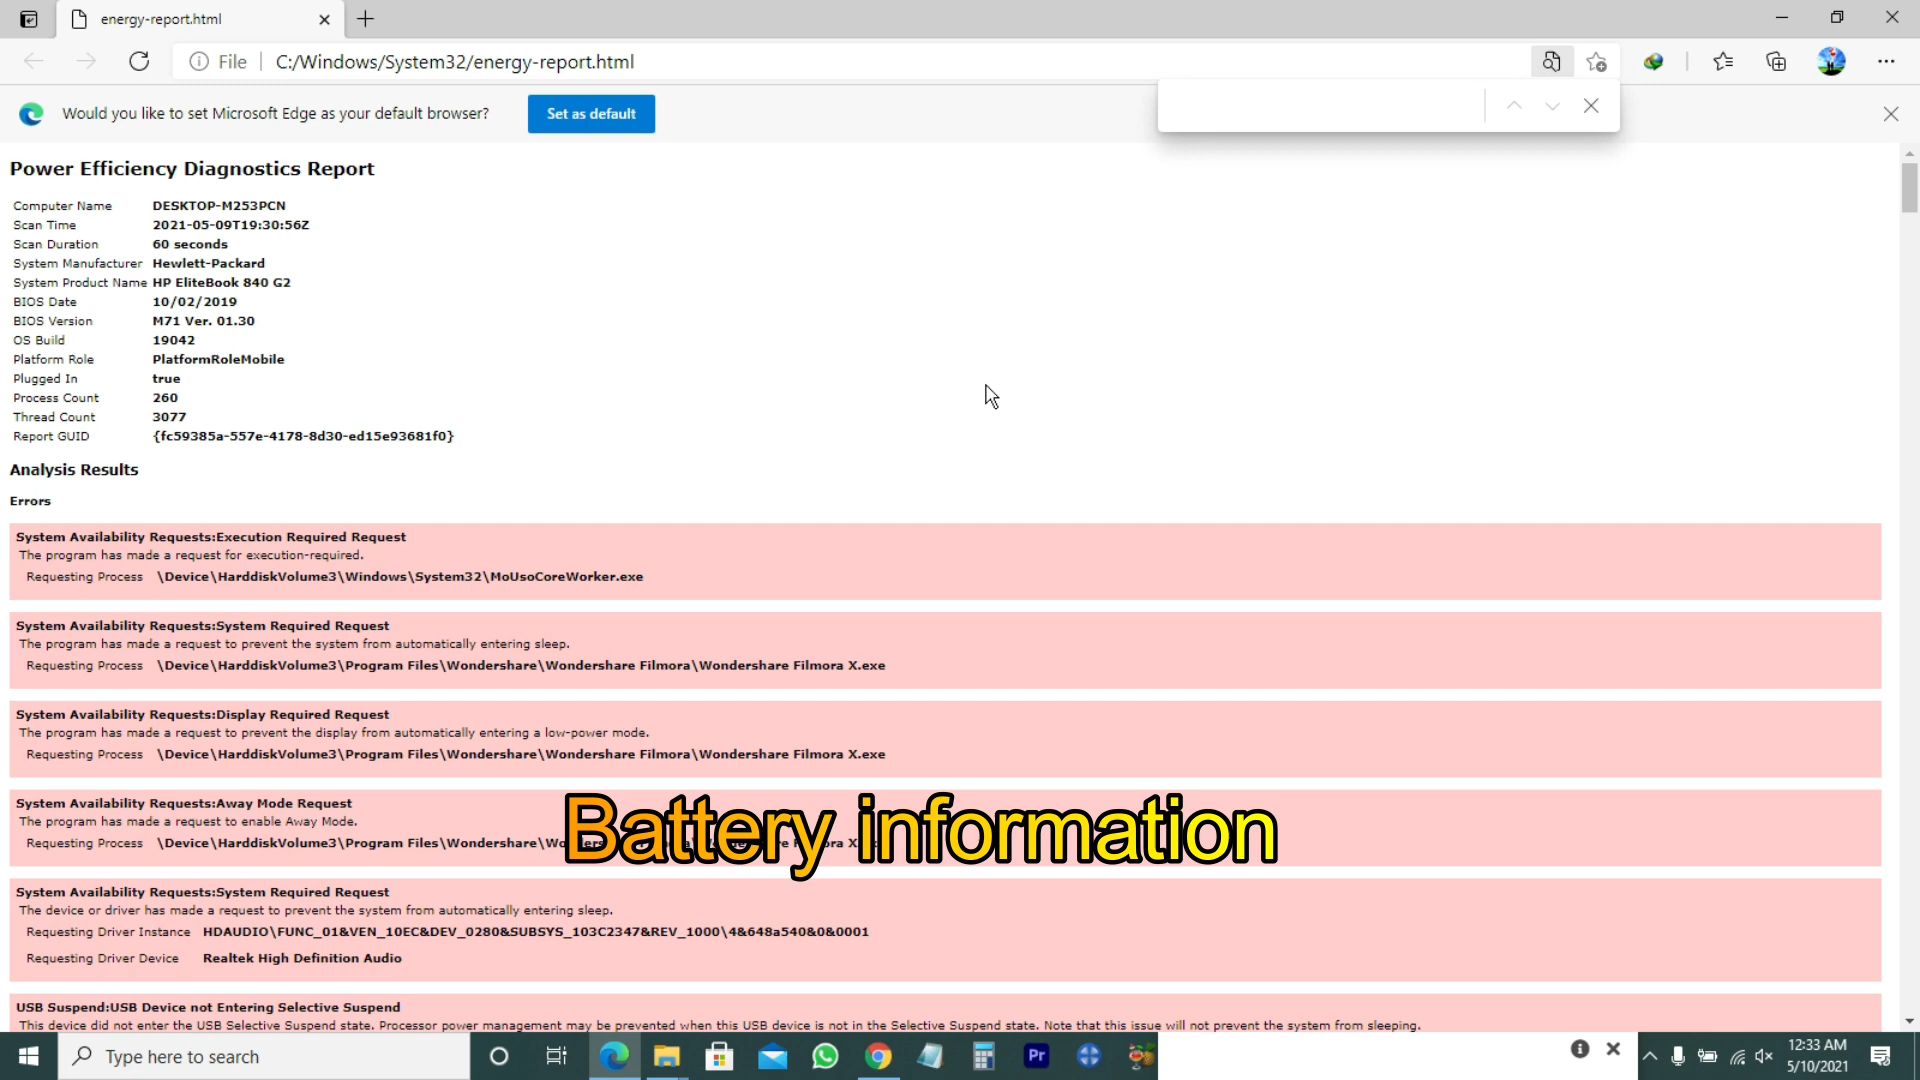 energy-report.html
File
C:/Windows/System32/energy-report.html
Would you like to set Microsoft Edge as your default browser?
Set as default
Power Efficiency Diagnostics Report
Computer Name DESKTOP-M253PCN
Scan Time 2021-05-09T19:30:56Z
Scan Duration 60 seconds
System Manufacturer Hewlett-Packard
System Product Name HP EliteBook 840 G2
BIOS Date 10/02/2019
BIOS Version M71 Ver. 01.30
OS Build 19042
Platform Role PlatformRoleMobile
Plugged In true
Process Count 260
Thread Count 3077
Report GUID {fc59385a-557e-4178-8d30-ed15e93681f0}
Analysis Results
Errors
System Availability Requests:Execution Required Request
The program has made a request for execution-required.
Requesting Process \Device\HarddiskVolume3\Windows\System32\MoUsoCoreWorker.exe
System Availability Requests:System Required Request
The program has made a request to prevent the system from automatically entering sleep.
Requesting Process \Device\HarddiskVolume3\Program Files\Wondershare\Wondershare Filmora\Wondershare Filmora X.exe
System Availability Requests:Display Required Request
The program has made a request to prevent the display from automatically entering a low-power mode.
Requesting Process \Device\HarddiskVolume3\Program Files\Wondershare\Wondershare Filmora\Wondershare Filmora X.exe
System Availability Requests:Away Mode Request
The program has made a request to enable Away Mode.
Requesting Process \Device\HarddiskVolume3\Program Files
Battery information
System Availability Requests:System Required Request
The device or driver has made a request to prevent the system from automatically entering sleep.
Requesting Driver Instance HDAUDIO\FUNC_01&VEN_10EC&DEV_0280&SUBSYS_103C2347&REV_1000\4&648a540&0&0001
Requesting Driver Device Realtek High Definition Audio
USB Suspend:USB Device not Entering Selective Suspend
This device did not enter the USB Selective Suspend state. Processor power management may be prevented when this USB device is not in the Selective Suspend state. Note that this issue will not prevent the system from sleeping.
Type here to search
Pr
12:33 AM
5/10/2021